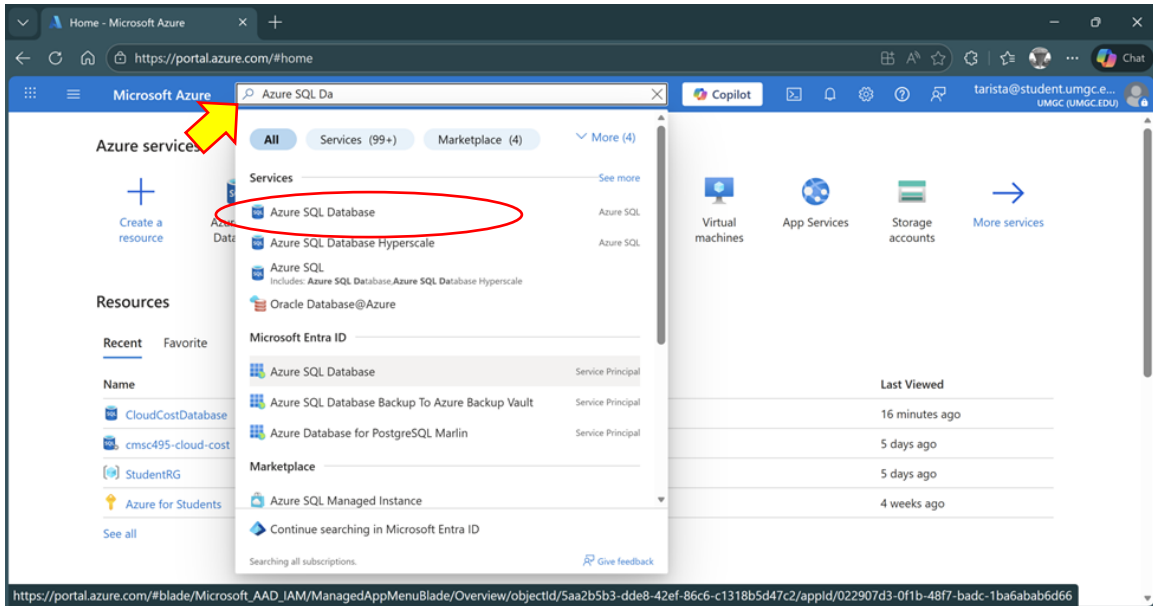 Home - Microsoft Azure
https://portal.azure.com/#home
Chat
Microsoft Azure
Azure SQL Da
Copilot
tarista@student.umgc.e...
UMGC (UMGC.EDU)
Azure services
All
Services (99+)
Marketplace (4)
More (4)
Services
See more
Create a
resource
Azure SQL Database
Azure SQL
Azure SQL Database Hyperscale
Azure SQL
Azure SQL
Includes: Azure SQL Database,Azure SQL Database Hyperscale
Oracle Database@Azure
Virtual
machines
App Services
Storage
accounts
More services
Resources
Recent
Favorite
Microsoft Entra ID
Azure SQL Database
Service Principal
Azure SQL Database Backup To Azure Backup Vault
Service Principal
Azure Database for PostgreSQL Marlin
Service Principal
Marketplace
Azure SQL Managed Instance
Continue searching in Microsoft Entra ID
Searching all subscriptions.
Give feedback
Name
Last Viewed
CloudCostDatabase
16 minutes ago
cmsc495-cloud-cost
5 days ago
StudentRG
5 days ago
Azure for Students
4 weeks ago
See all
https://portal.azure.com/#blade/Microsoft_AAD_IAM/ManagedAppMenuBlade/Overview/objectId/5aa2b5b3-dde8-42ef-86c6-c1318b5d47c2/appId/022907d3-0f1b-48f7-badc-1ba6abab6d66